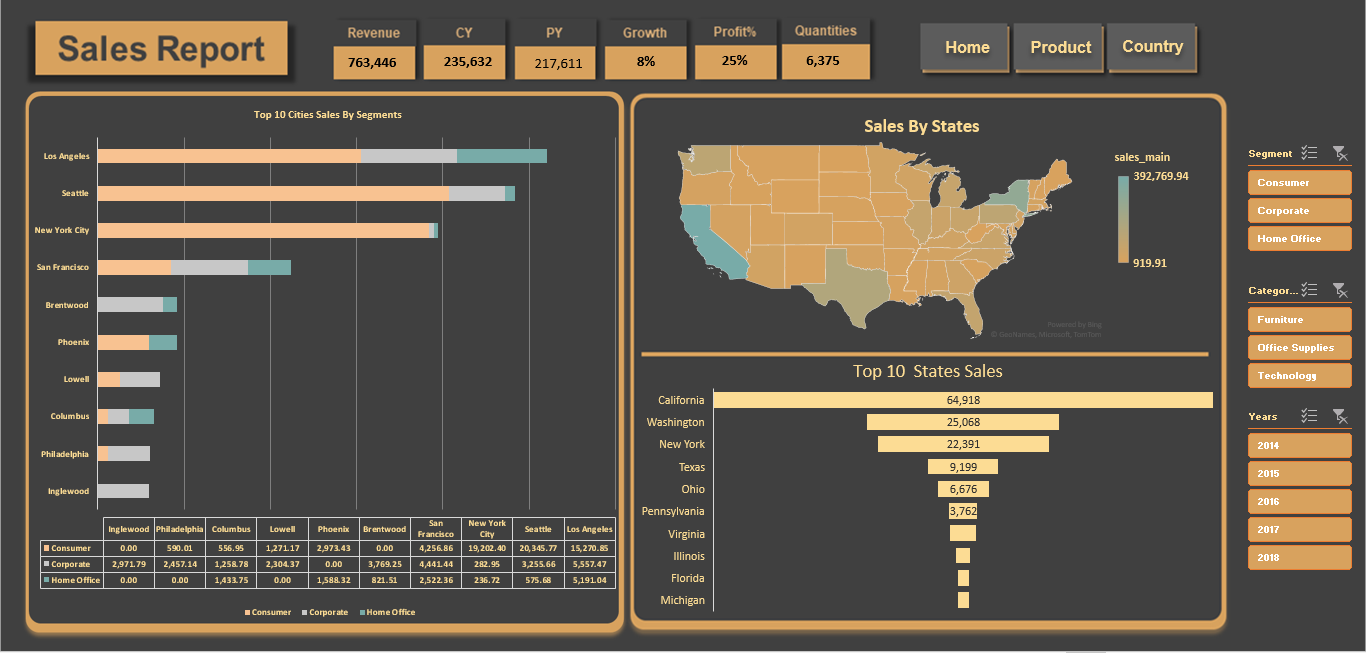 Sales Report
Revenue CY PY Growth Profit% Quantities
763,446 235,632 217,611 8% 25% 6,375
Home Product Country
Top 10 Cities Sales By Segments
Los Angeles
Seattle
New York City
San Francisco
Brentwood
Phoenix
Lowell
Columbus
Philadelphia
Inglewood
Inglewood Philadelphia Columbus Lowell Phoenix Brentwood San Francisco New York City Seattle Los Angeles
Consumer 0.00 590.01 556.95 1,271.17 2,973.43 0.00 4,256.86 19,202.40 20,345.77 15,270.85
Corporate 2,971.79 2,457.14 1,258.78 2,304.37 0.00 3,769.25 4,441.44 282.95 3,255.66 5,557.47
Home Office 0.00 0.00 1,433.75 0.00 1,588.32 821.51 2,522.36 236.72 575.68 5,191.04
Consumer Corporate Home Office
Sales By States
sales_main
392,769.94
919.91
Powered by Bing
© GeoNames, Microsoft, TomTom
Top 10 States Sales
California 64,918
Washington 25,068
New York 22,391
Texas 9,199
Ohio 6,676
Pennsylvania 3,762
Virginia
Illinois
Florida
Michigan
Segment
Consumer
Corporate
Home Office
Categor...
Furniture
Office Supplies
Technology
Years
2014
2015
2016
2017
2018